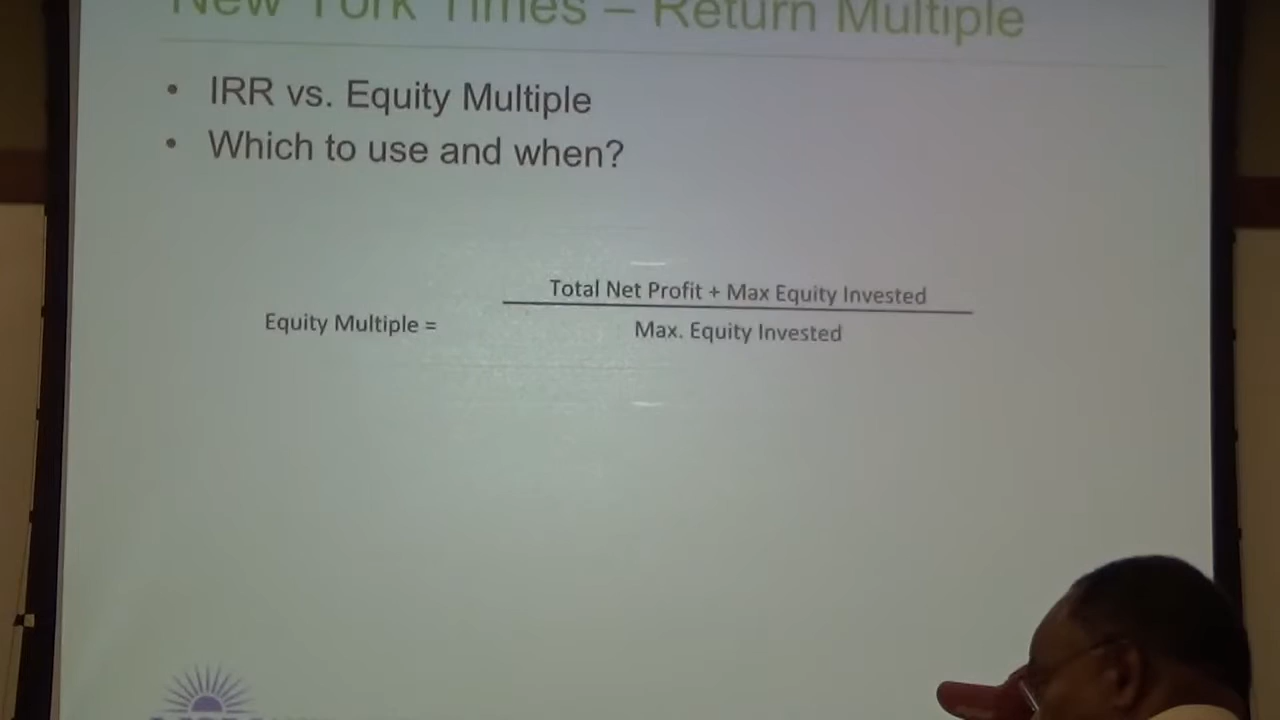 New York Times – Return Multiple
• IRR vs. Equity Multiple
• Which to use and when?
Total Net Profit + Max Equity Invested
Equity Multiple =
Max. Equity Invested